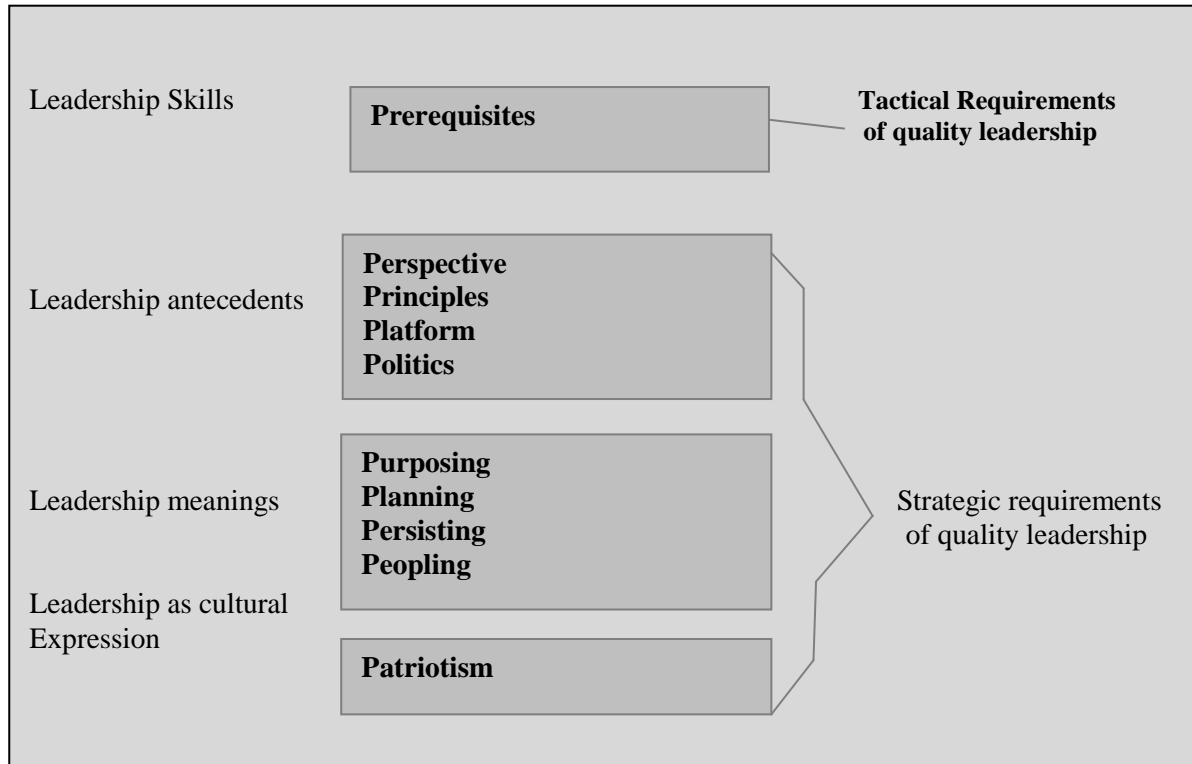 Leadership Skills
Prerequisites
Tactical Requirements
of quality leadership
Leadership antecedents
Perspective
Principles
Platform
Politics
Leadership meanings
Purposing
Planning
Persisting
Peopling
Strategic requirements
of quality leadership
Leadership as cultural
Expression
Patriotism